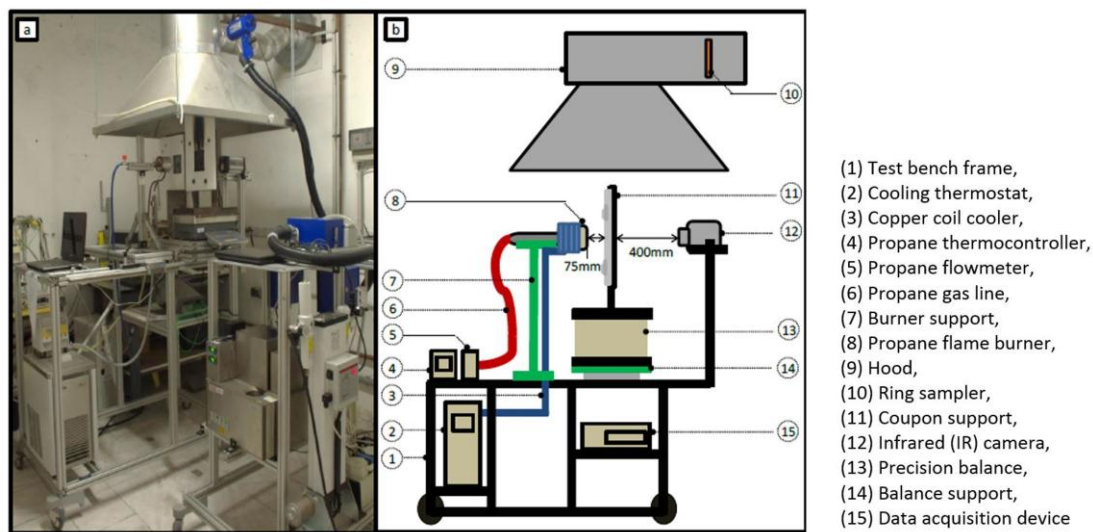 a
b
9
10
11
8
12
75mm
400mm
7
6
5
13
4
14
3
2
15
1
(1) Test bench frame,
(2) Cooling thermostat,
(3) Copper coil cooler,
(4) Propane thermocontroller,
(5) Propane flowmeter,
(6) Propane gas line,
(7) Burner support,
(8) Propane flame burner,
(9) Hood,
(10) Ring sampler,
(11) Coupon support,
(12) Infrared (IR) camera,
(13) Precision balance,
(14) Balance support,
(15) Data acquisition device